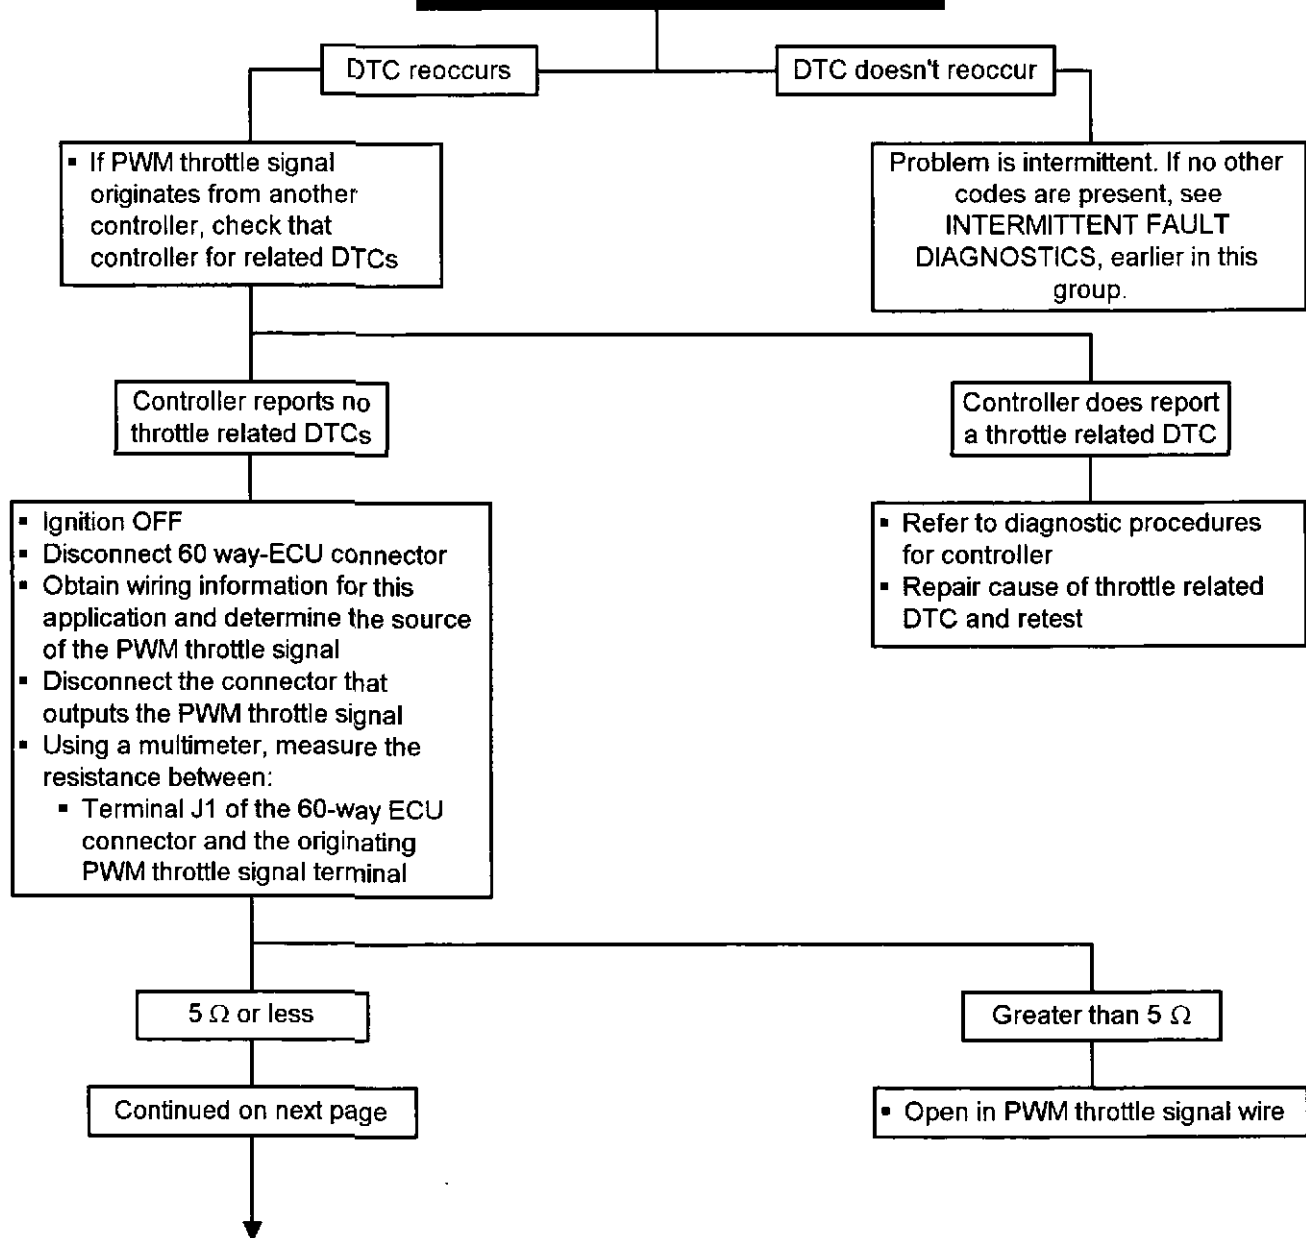 DTC reoccurs
DTC doesn't reoccur
▪ If PWM throttle signal
originates from another
controller, check that
controller for related DTCs
Problem is intermittent. If no other
codes are present, see
INTERMITTENT FAULT
DIAGNOSTICS, earlier in this
group.
Controller reports no
throttle related DTCs
Controller does report
a throttle related DTC
▪ Ignition OFF
▪ Disconnect 60 way-ECU connector
▪ Obtain wiring information for this
application and determine the source
of the PWM throttle signal
▪ Disconnect the connector that
outputs the PWM throttle signal
▪ Using a multimeter, measure the
resistance between:
▪ Terminal J1 of the 60-way ECU
connector and the originating
PWM throttle signal terminal
▪ Refer to diagnostic procedures
for controller
▪ Repair cause of throttle related
DTC and retest
5 Ω or less
Greater than 5 Ω
Continued on next page
▪ Open in PWM throttle signal wire